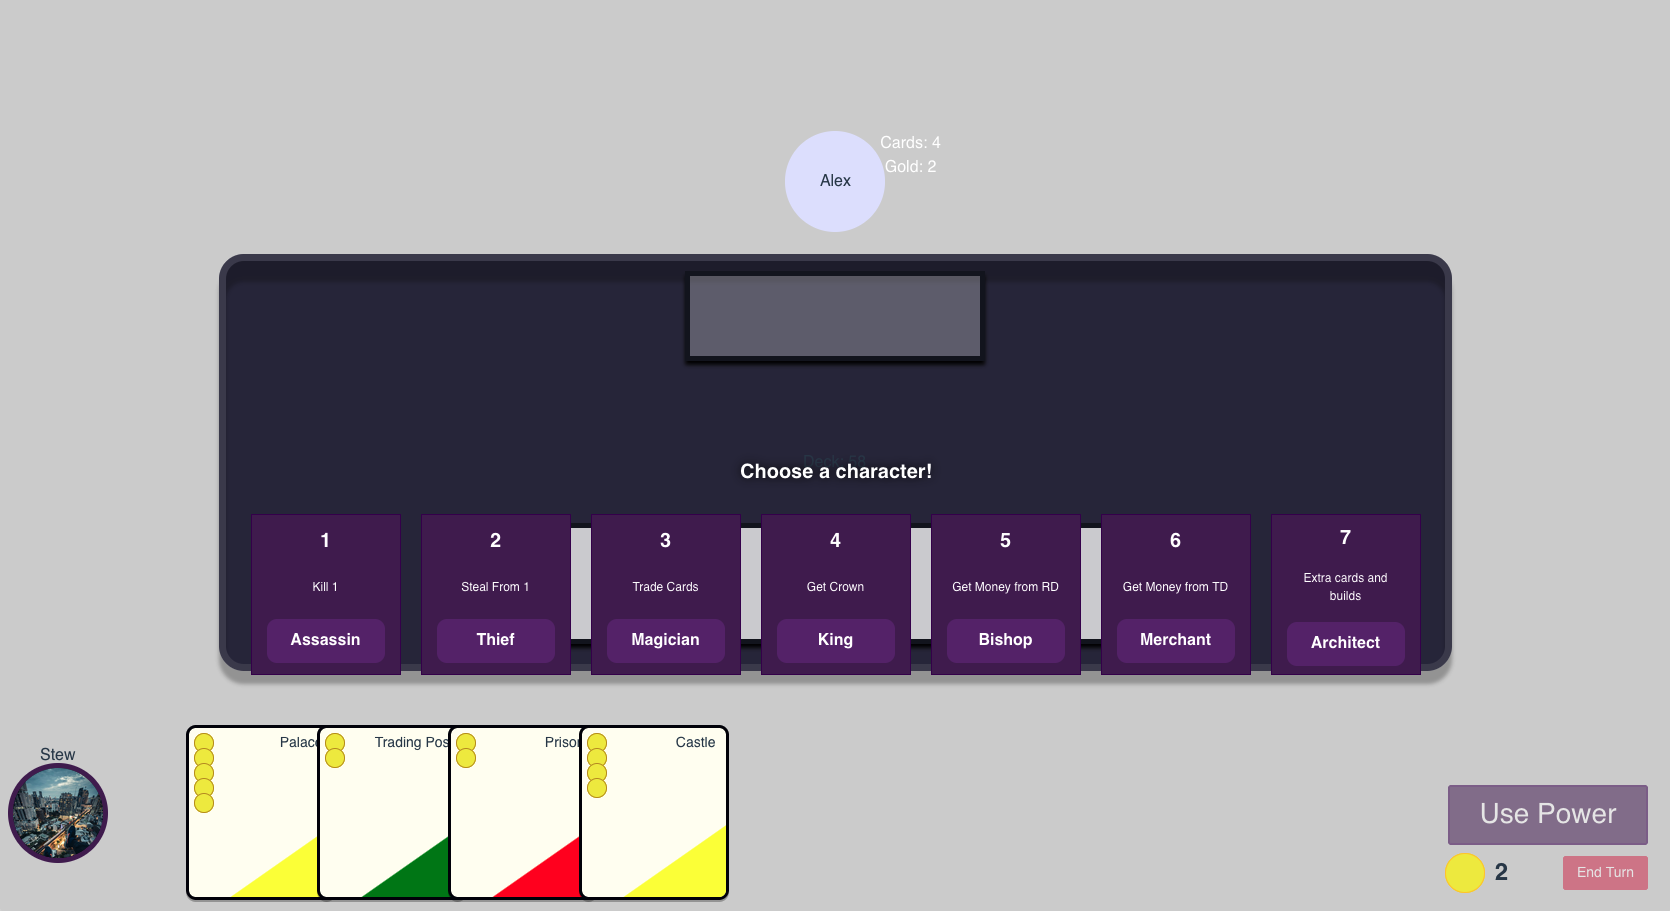 Cards: 4
Gold: 2
Alex
Deck: 58
Choose a character!
1
Kill 1
Assassin
2
Steal From 1
Thief
3
Trade Cards
Magician
4
Get Crown
King
5
Get Money from RD
Bishop
6
Get Money from TD
Merchant
7
Extra cards and
builds
Architect
Stew
Palac
Trading Pos
Prison
Castle
Use Power
2
End Turn